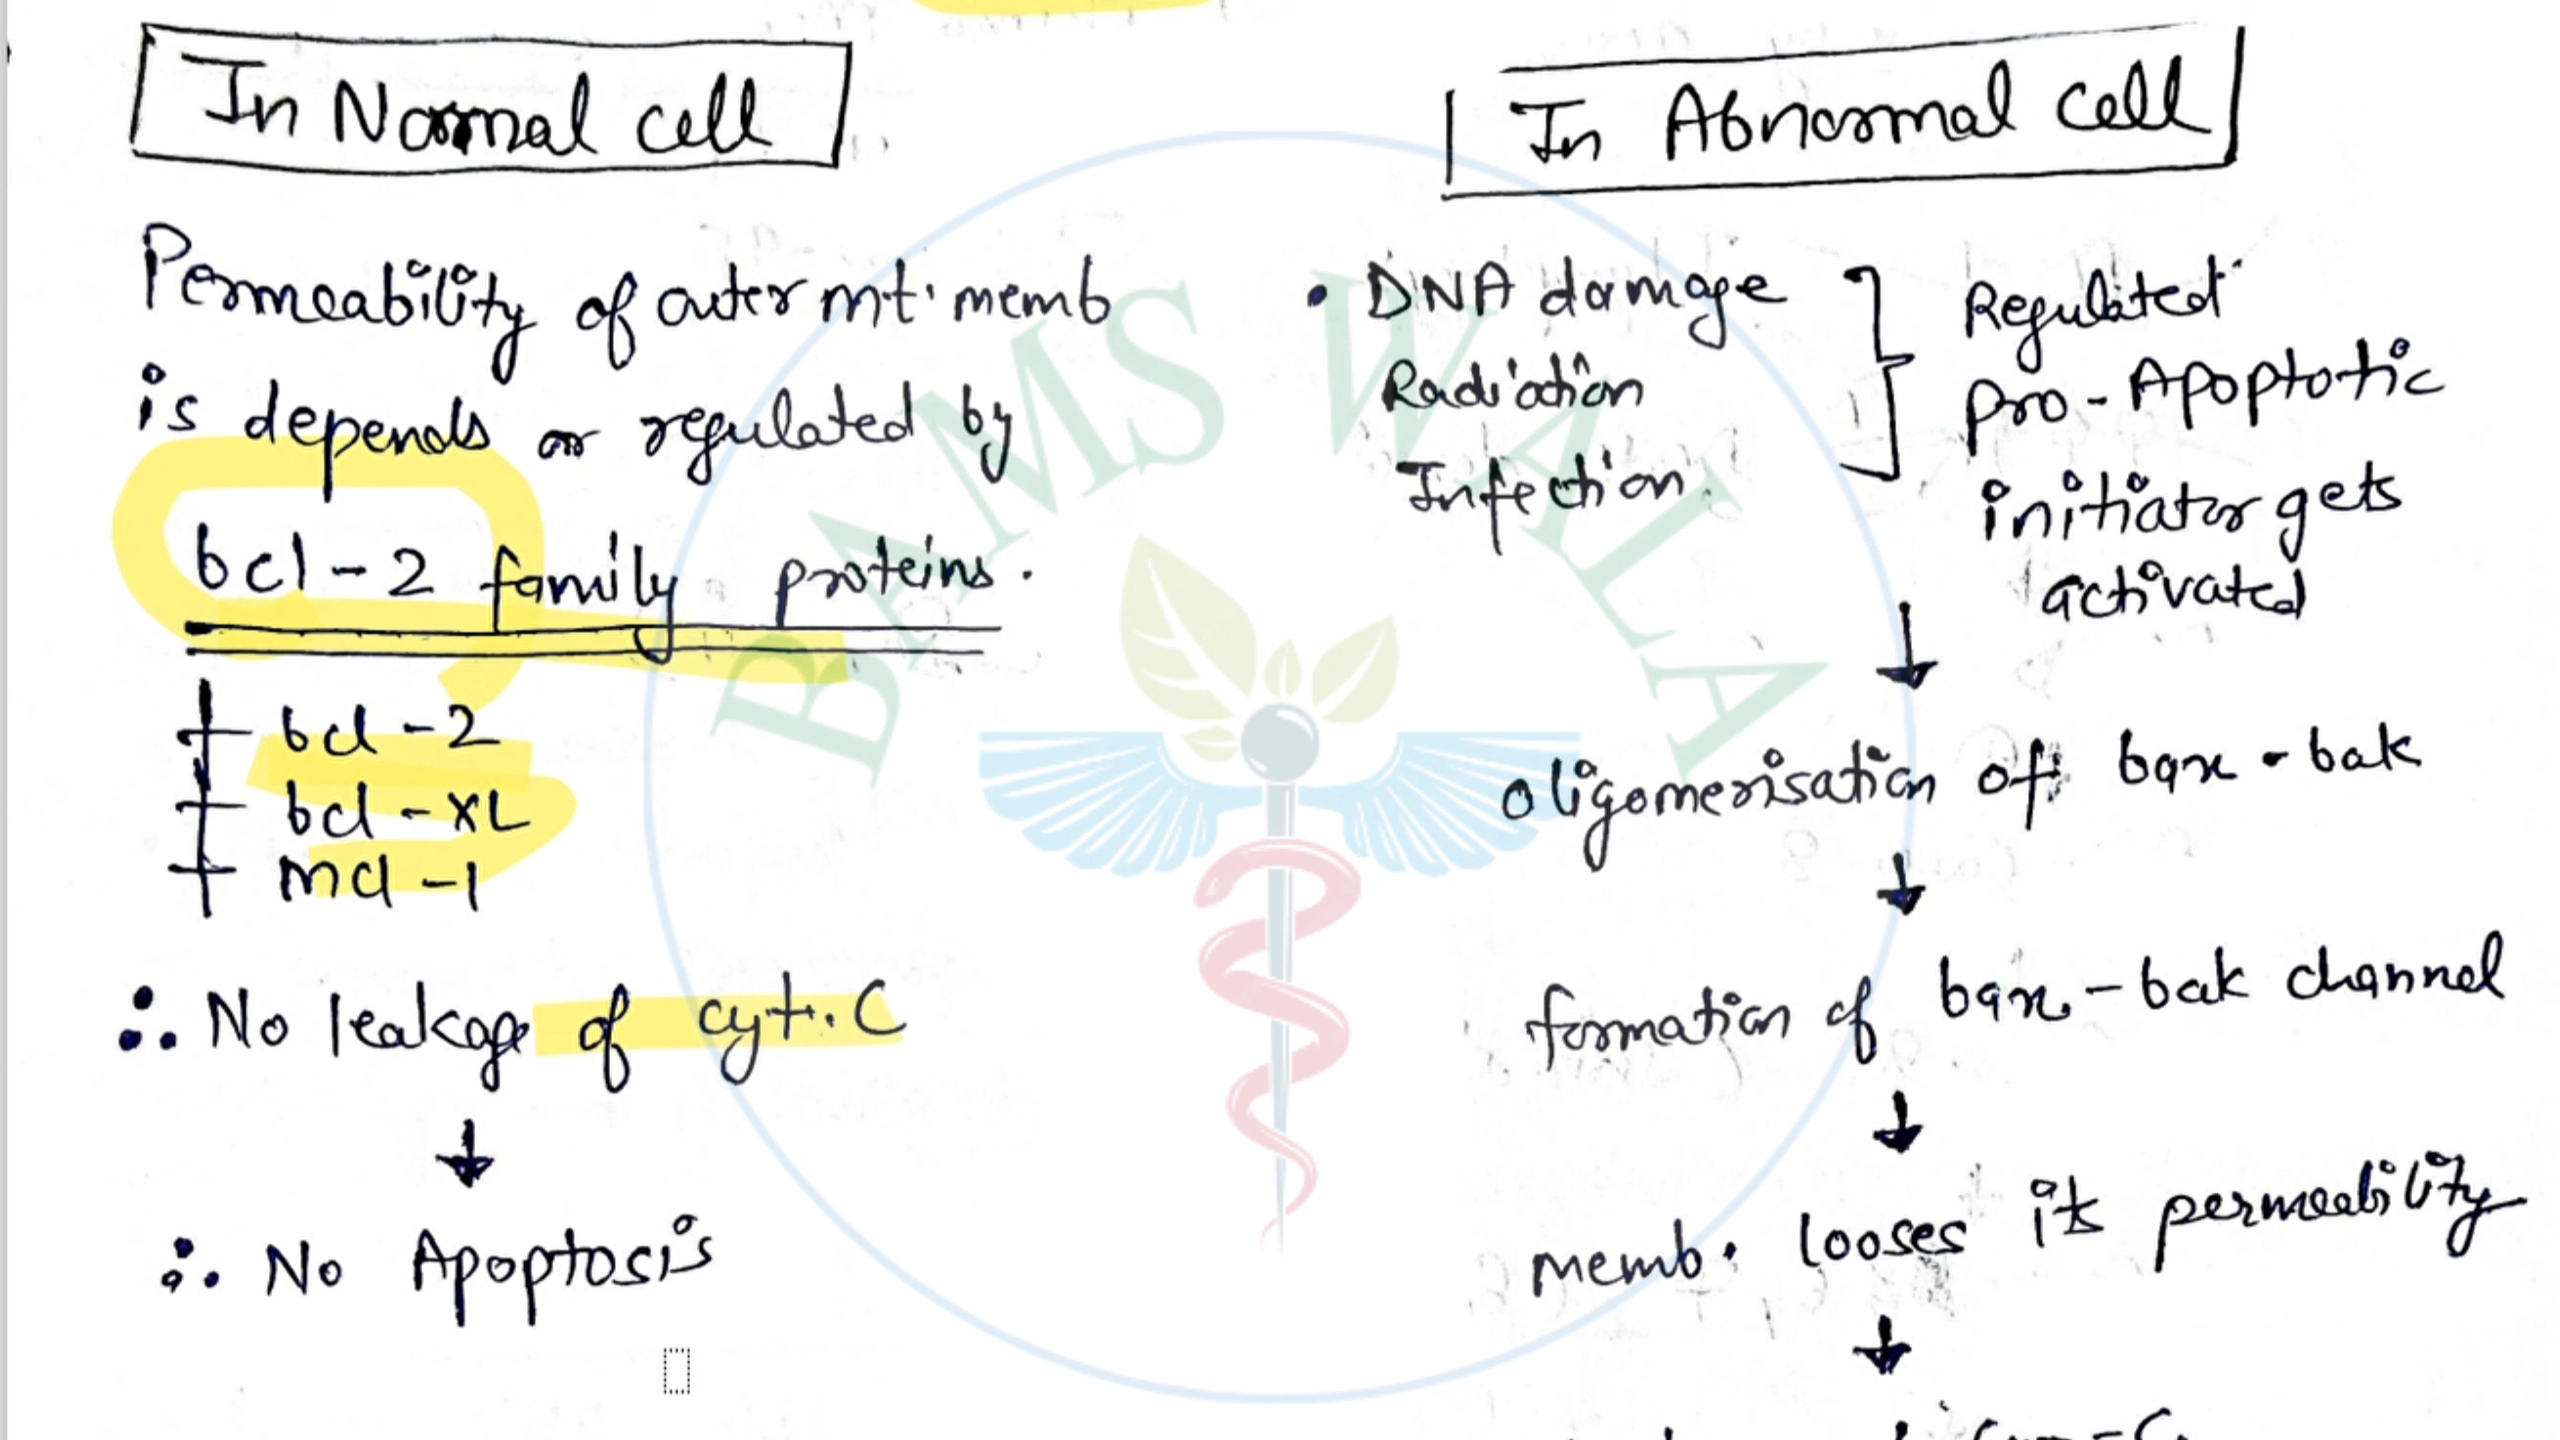 In Normal cell
Permeability of outer mt. memb
is depends or regulated by
bcl-2 family proteins.
bcl-2
bcl-XL
mcl-1
∴ No leakage of cyt. C
↓
∴ No Apoptosis
In Abnormal cell
• DNA damage
Radiation
Infection.
Regulated
pro-Apoptotic
initiator gets
activated
↓
oligomerisation of bax-bak
↓
formation of bax-bak channel
↓
memb. looses its permeability
↓
BAMS WALA